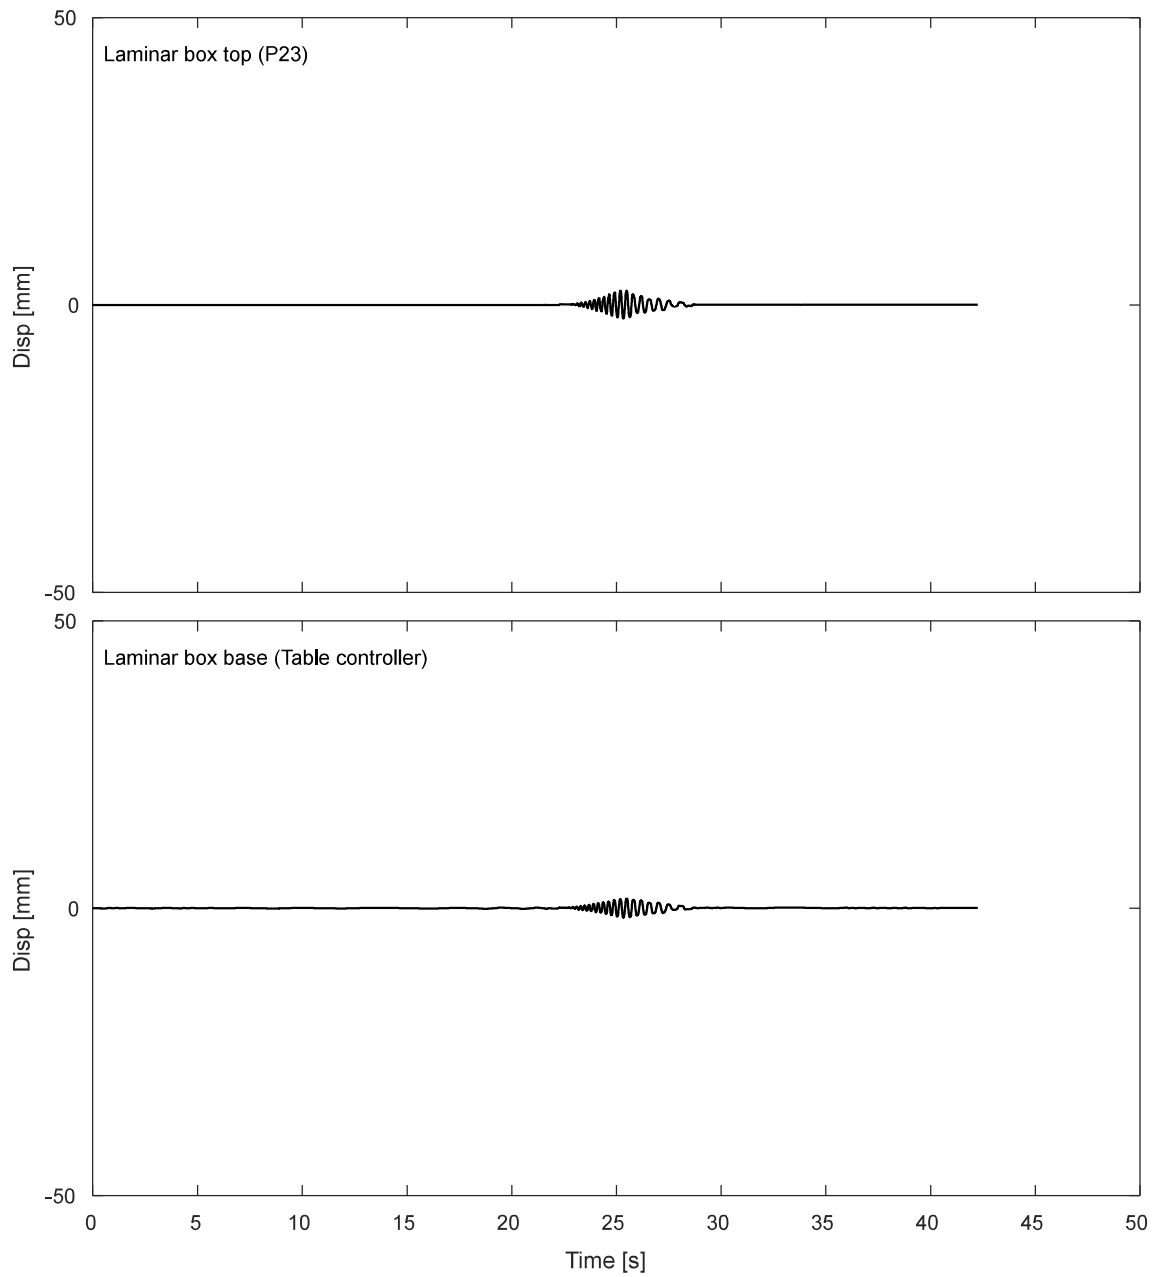 50
Laminar box top (P23)
Disp [mm]
0
-50
50
Laminar box base (Table controller)
Disp [mm]
0
-50
0 5 10 15 20 25 30 35 40 45 50
Time [s]